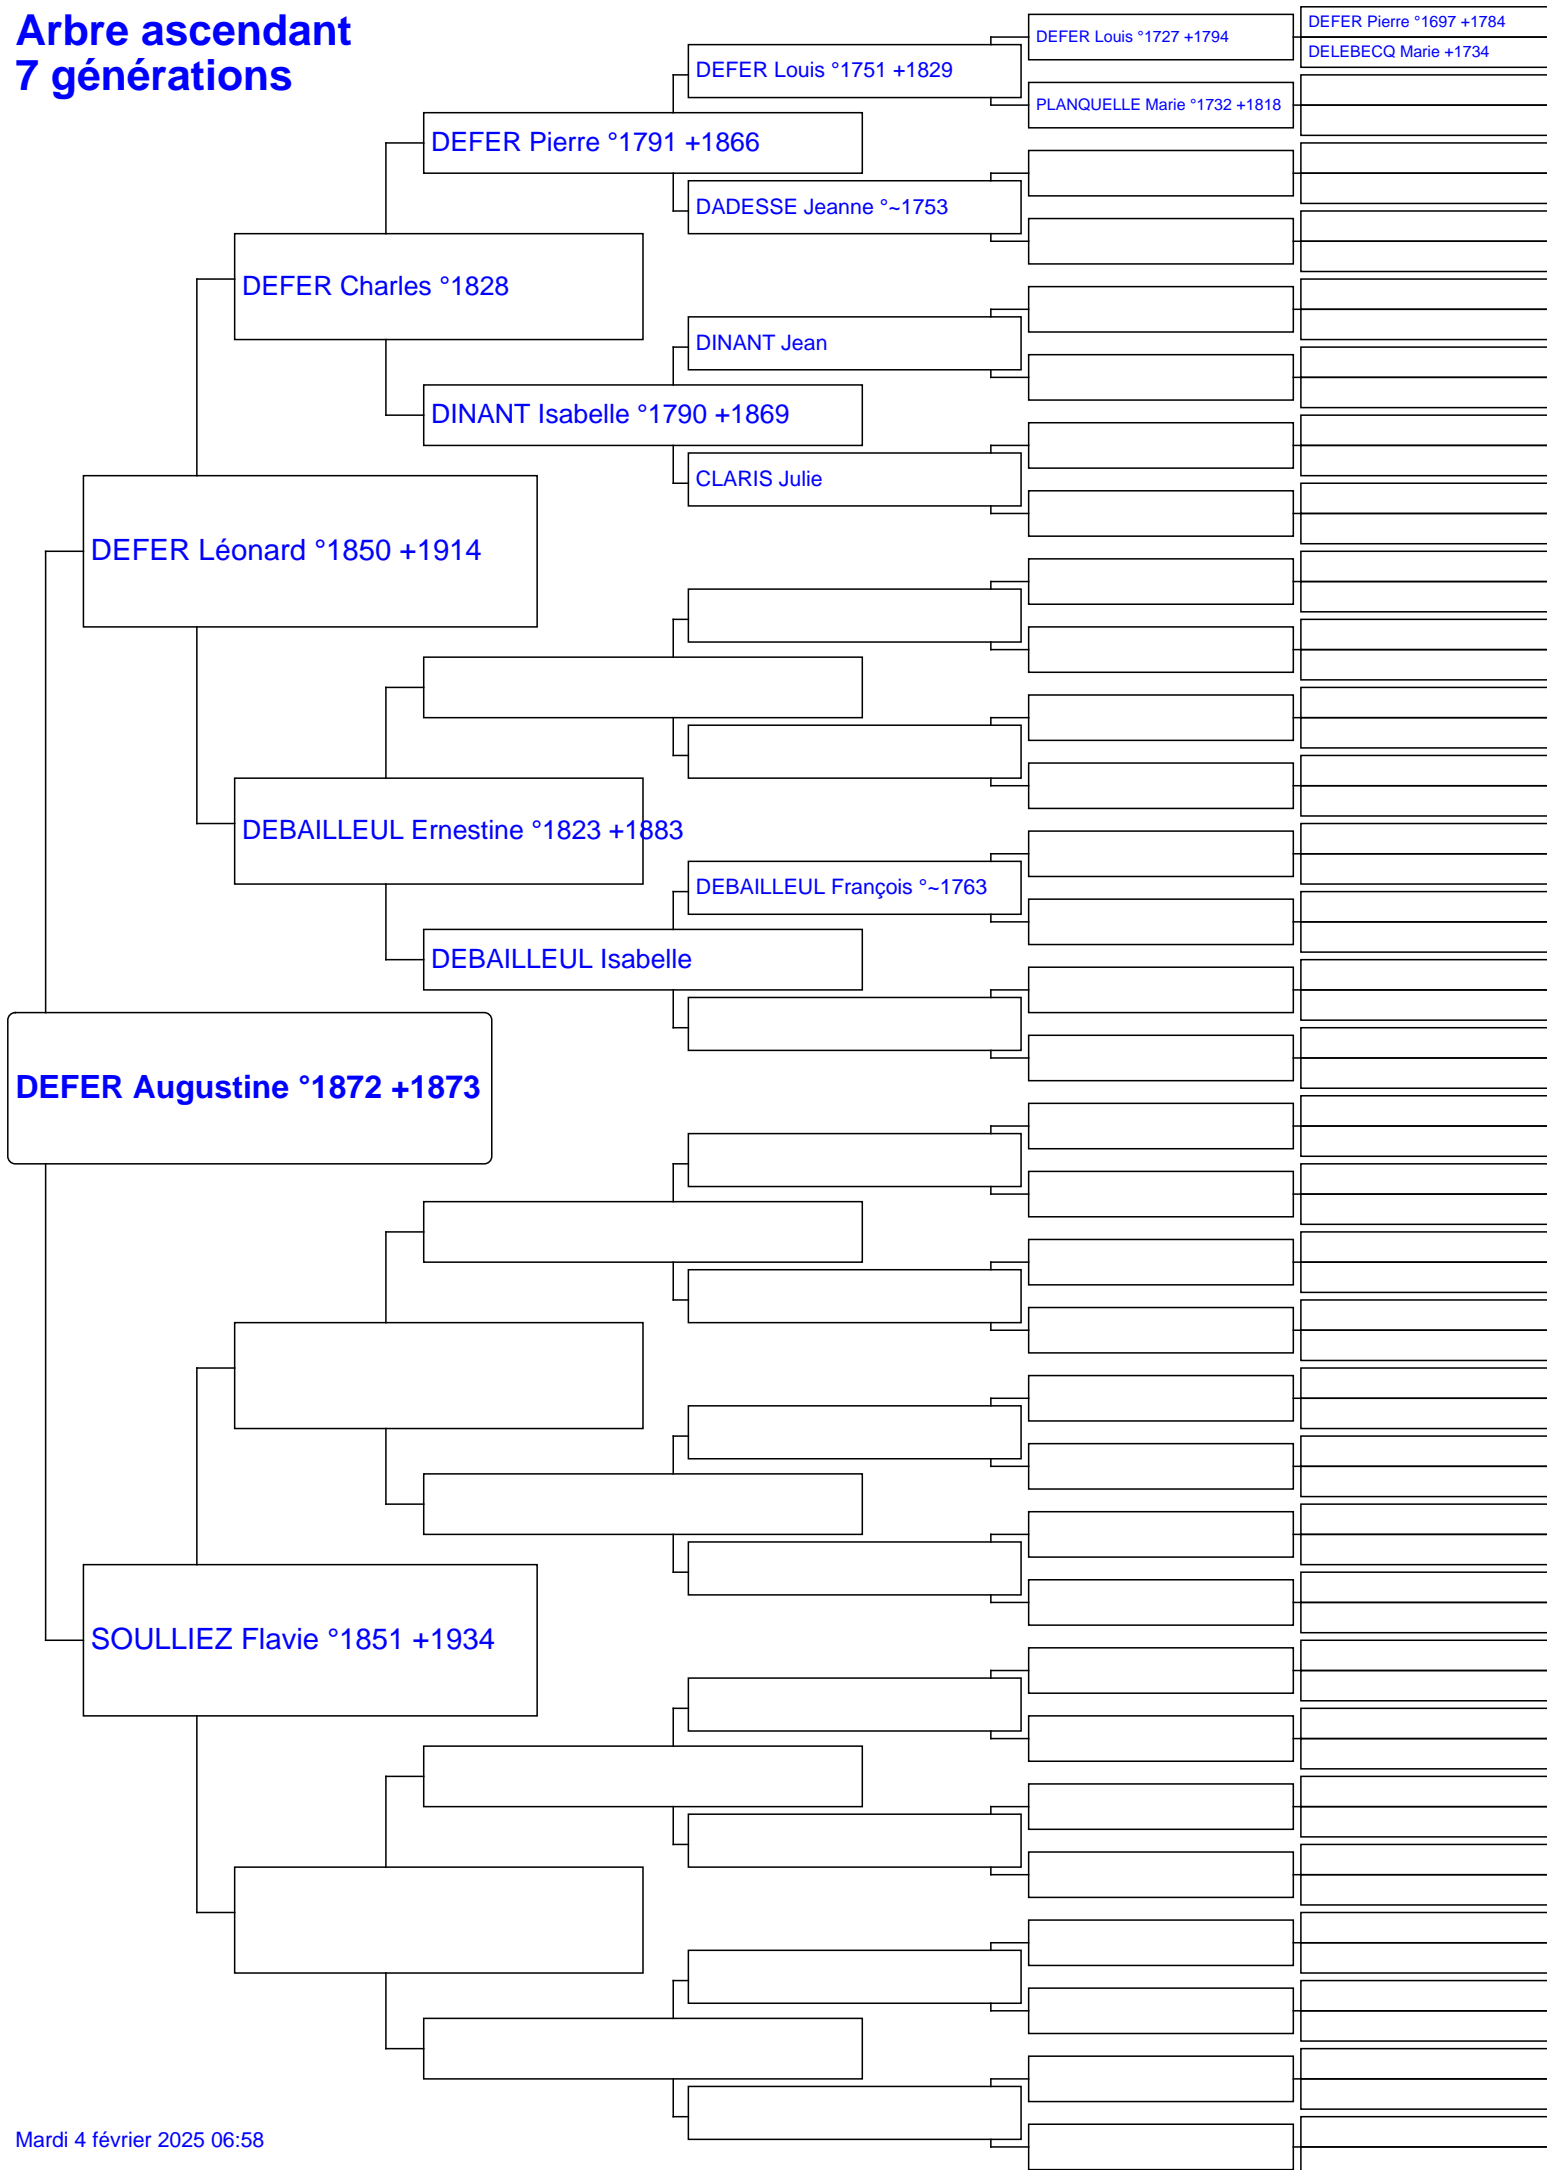 Arbre ascendant
7 générations
DEFER Louis °1727 +1794
DEFER Pierre °1697 +1784
DELEBECQ Marie +1734
DEFER Louis °1751 +1829
PLANQUELLE Marie °1732 +1818
DEFER Pierre °1791 +1866
DADESSE Jeanne °~1753
DEFER Charles °1828
DINANT Jean
DINANT Isabelle °1790 +1869
CLARIS Julie
DEFER Léonard °1850 +1914
DEBAILLEUL Ernestine °1823 +1883
DEBAILLEUL François °~1763
DEBAILLEUL Isabelle
DEFER Augustine °1872 +1873
SOULLIEZ Flavie °1851 +1934
Mardi 4 février 2025 06:58